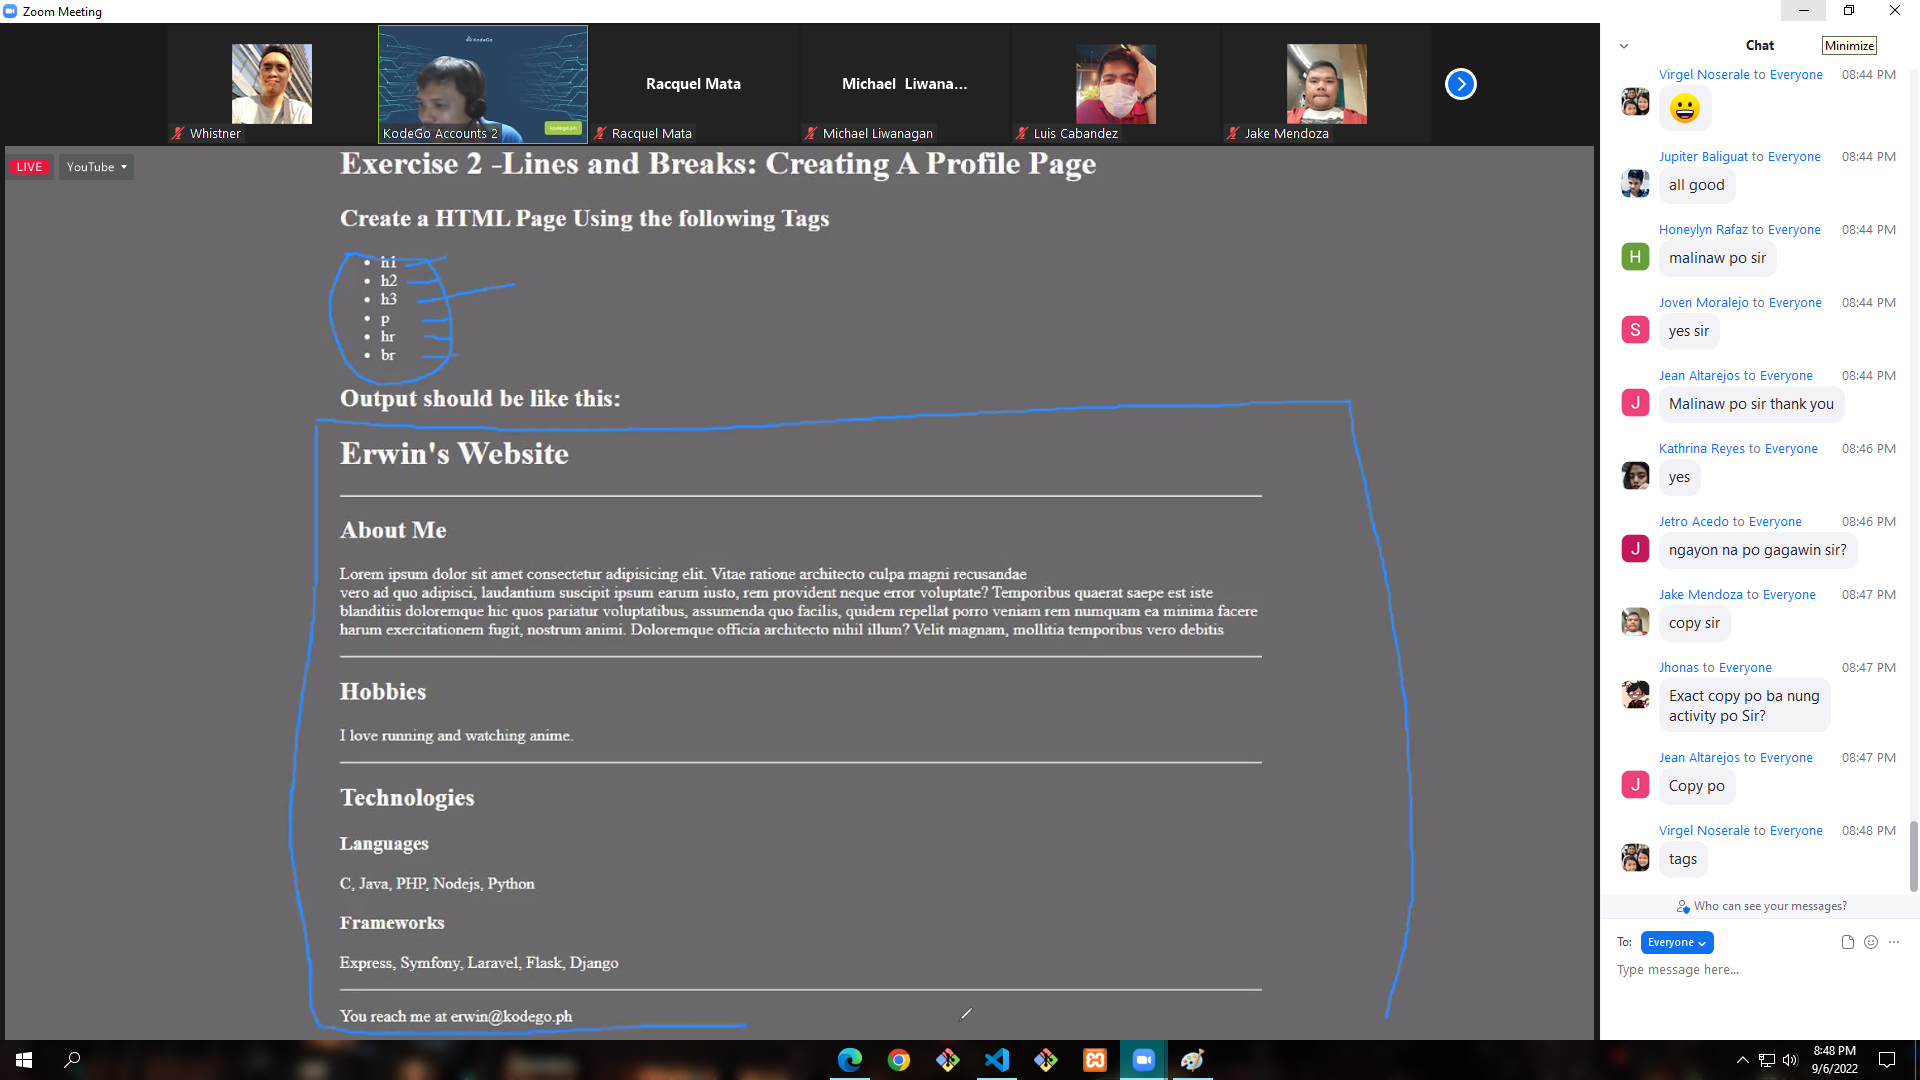 Zoom Meeting
KodeGo
kodego.ph
Racquel Mata
Michael Liwana...
Whistner
KodeGo Accounts 2
Racquel Mata
Michael Liwanagan
Luis Cabandez
Jake Mendoza
LIVE
YouTube
Exercise 2 -Lines and Breaks: Creating A Profile Page
Create a HTML Page Using the following Tags
• h1
• h2
• h3
• p
• hr
• br
Output should be like this:
Erwin's Website
About Me
Lorem ipsum dolor sit amet consectetur adipisicing elit. Vitae ratione architecto culpa magni recusandae
vero ad quo adipisci, laudantium suscipit ipsum earum iusto, rem provident neque error voluptate? Temporibus quaerat saepe est iste
blanditiis doloremque hic quos pariatur voluptatibus, assumenda quo facilis, quidem repellat porro veniam rem numquam ea minima facere
harum exercitationem fugit, nostrum animi. Doloremque officia architecto nihil illum? Velit magnam, mollitia temporibus vero debitis
Hobbies
I love running and watching anime.
Technologies
Languages
C, Java, PHP, Nodejs, Python
Frameworks
Express, Symfony, Laravel, Flask, Django
You reach me at erwin@kodego.ph
Chat
Minimize
Virgel Noserale to Everyone 08:44 PM
Jupiter Baliguat to Everyone 08:44 PM
all good
Honeylyn Rafaz to Everyone 08:44 PM
H
malinaw po sir
Joven Moralejo to Everyone 08:44 PM
S
yes sir
Jean Altarejos to Everyone 08:44 PM
J
Malinaw po sir thank you
Kathrina Reyes to Everyone 08:46 PM
yes
Jetro Acedo to Everyone 08:46 PM
J
ngayon na po gagawin sir?
Jake Mendoza to Everyone 08:47 PM
copy sir
Jhonas to Everyone 08:47 PM
Exact copy po ba nung
activity po Sir?
Jean Altarejos to Everyone 08:47 PM
J
Copy po
Virgel Noserale to Everyone 08:48 PM
tags
Who can see your messages?
To: Everyone
Type message here...
8:48 PM
9/6/2022